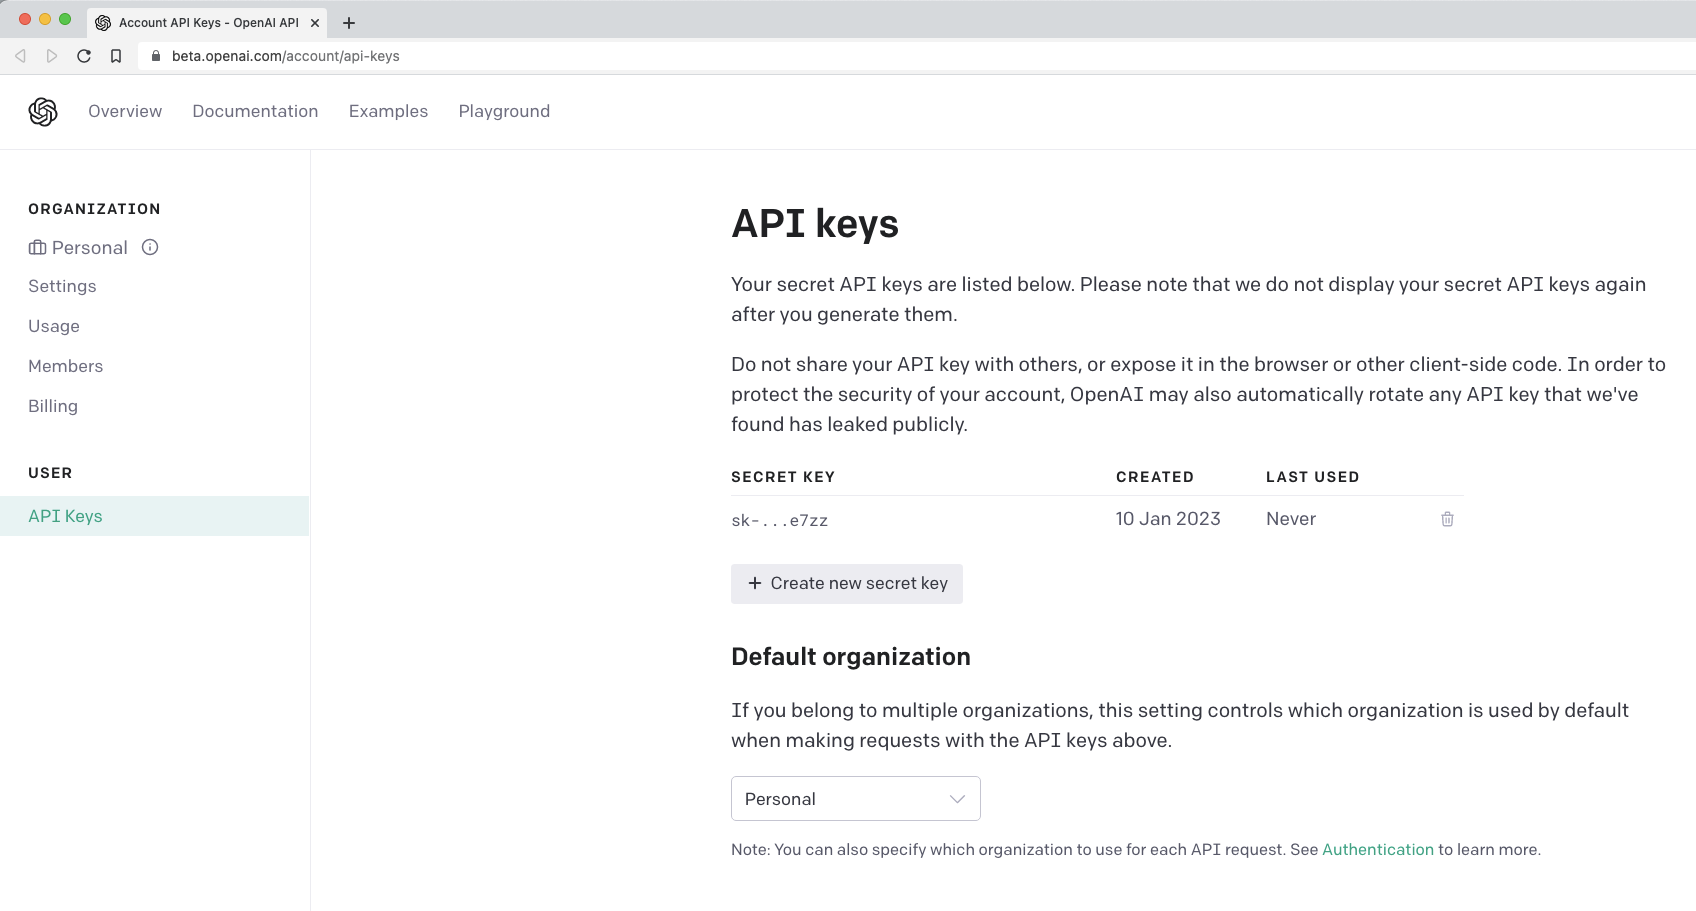 Account API Keys - OpenAI API
beta.openai.com/account/api-keys
Overview Documentation Examples Playground
ORGANIZATION
Personal
Settings
Usage
Members
Billing
USER
API Keys
API keys
Your secret API keys are listed below. Please note that we do not display your secret API keys again
after you generate them.
Do not share your API key with others, or expose it in the browser or other client-side code. In order to
protect the security of your account, OpenAI may also automatically rotate any API key that we've
found has leaked publicly.
SECRET KEY CREATED LAST USED
sk-...e7zz 10 Jan 2023 Never
+ Create new secret key
Default organization
If you belong to multiple organizations, this setting controls which organization is used by default
when making requests with the API keys above.
Personal
Note: You can also specify which organization to use for each API request. See Authentication to learn more.